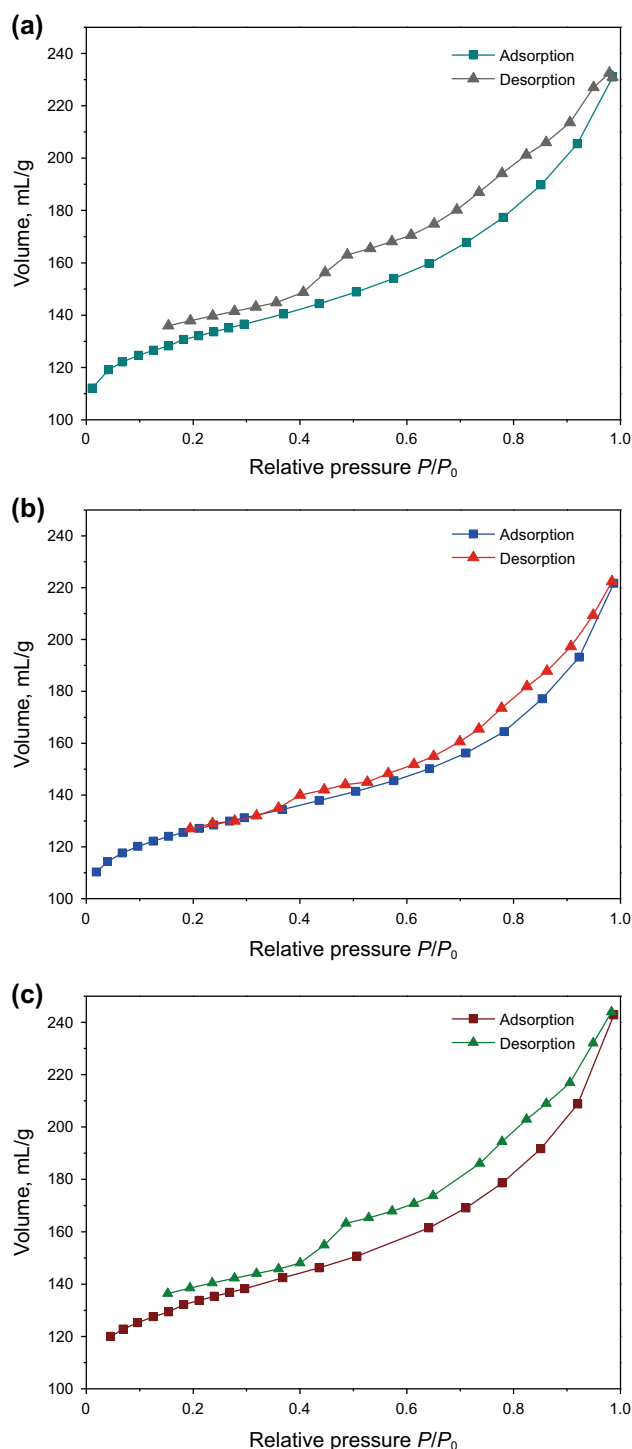 (a)
240
220
200
180
160
140
120
100
Volume, mL/g
Adsorption
Desorption
0 0.2 0.4 0.6 0.8 1.0
Relative pressure P/P0
(b)
240
220
200
180
160
140
120
100
Volume, mL/g
Adsorption
Desorption
0 0.2 0.4 0.6 0.8 1.0
Relative pressure P/P0
(c)
240
220
200
180
160
140
120
100
Volume, mL/g
Adsorption
Desorption
0 0.2 0.4 0.6 0.8 1.0
Relative pressure P/P0